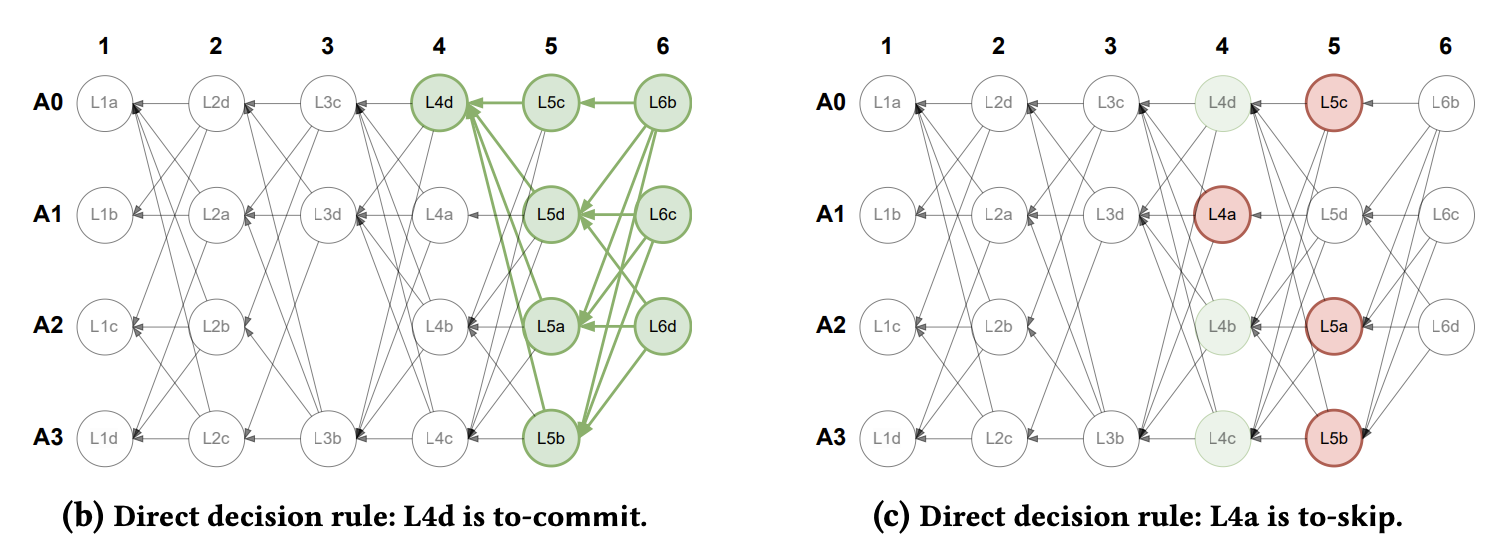 1 2 3 4 5 6
A0 L1a L2d L3c L4d L5c L6b
A1 L1b L2a L3d L4a L5d L6c
A2 L1c L2b L4b L5a L6d
A3 L1d L2c L3b L4c L5b
(b) Direct decision rule: L4d is to-commit.
1 2 3 4 5 6
A0 L1a L2d L3c L4d L5c L6b
A1 L1b L2a L3d L4a L5d L6c
A2 L1c L2b L4b L5a L6d
A3 L1d L2c L3b L4c L5b
(c) Direct decision rule: L4a is to-skip.